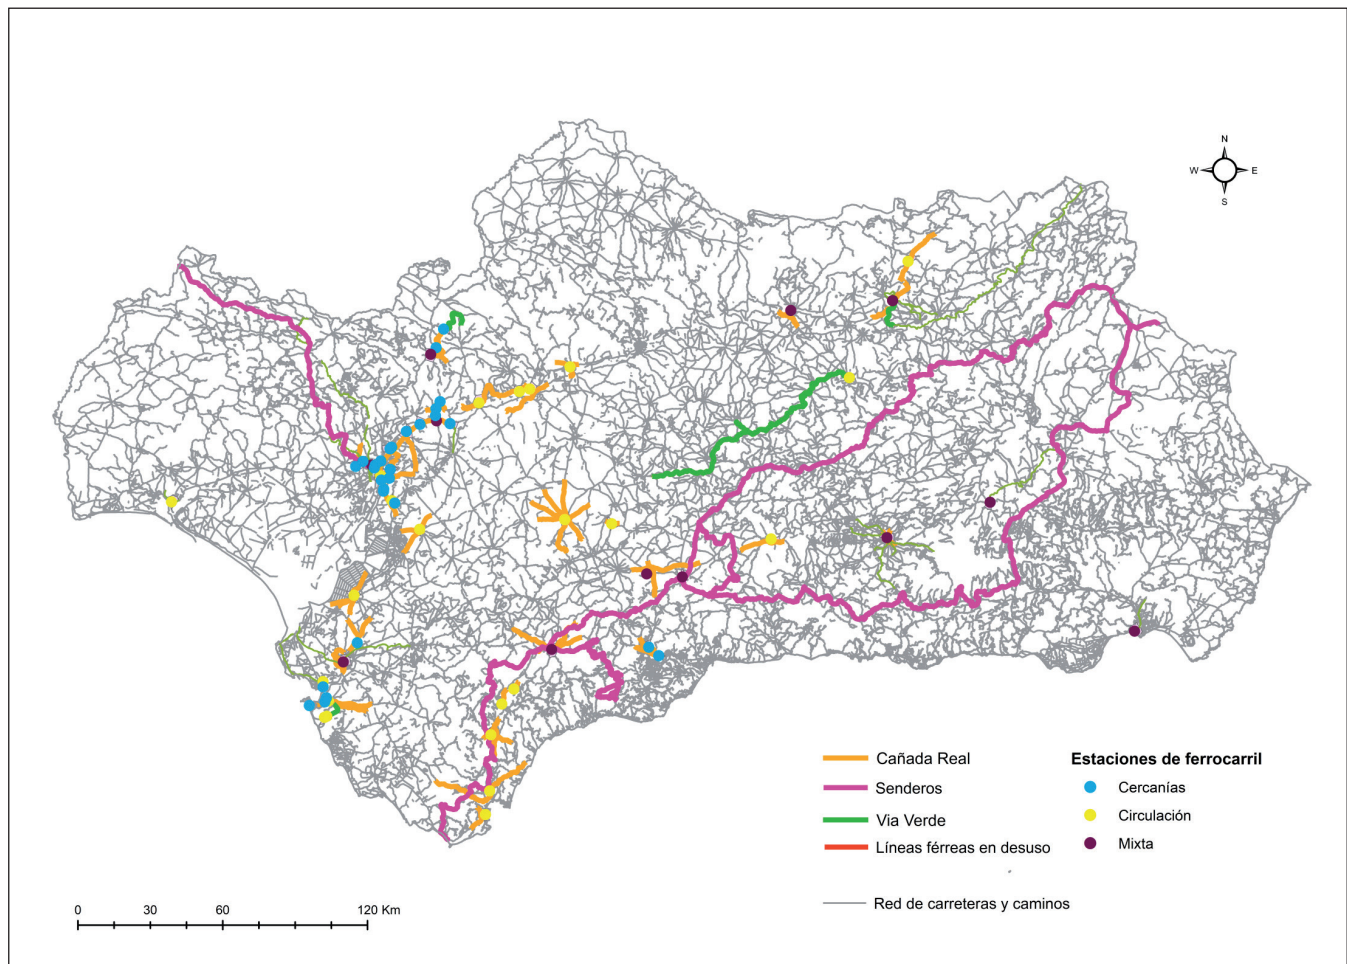 N
W E
S
Cañada Real
Senderos
Via Verde
Líneas férreas en desuso
Red de carreteras y caminos
Estaciones de ferrocarril
Cercanías
Circulación
Mixta
0 30 60 120 Km